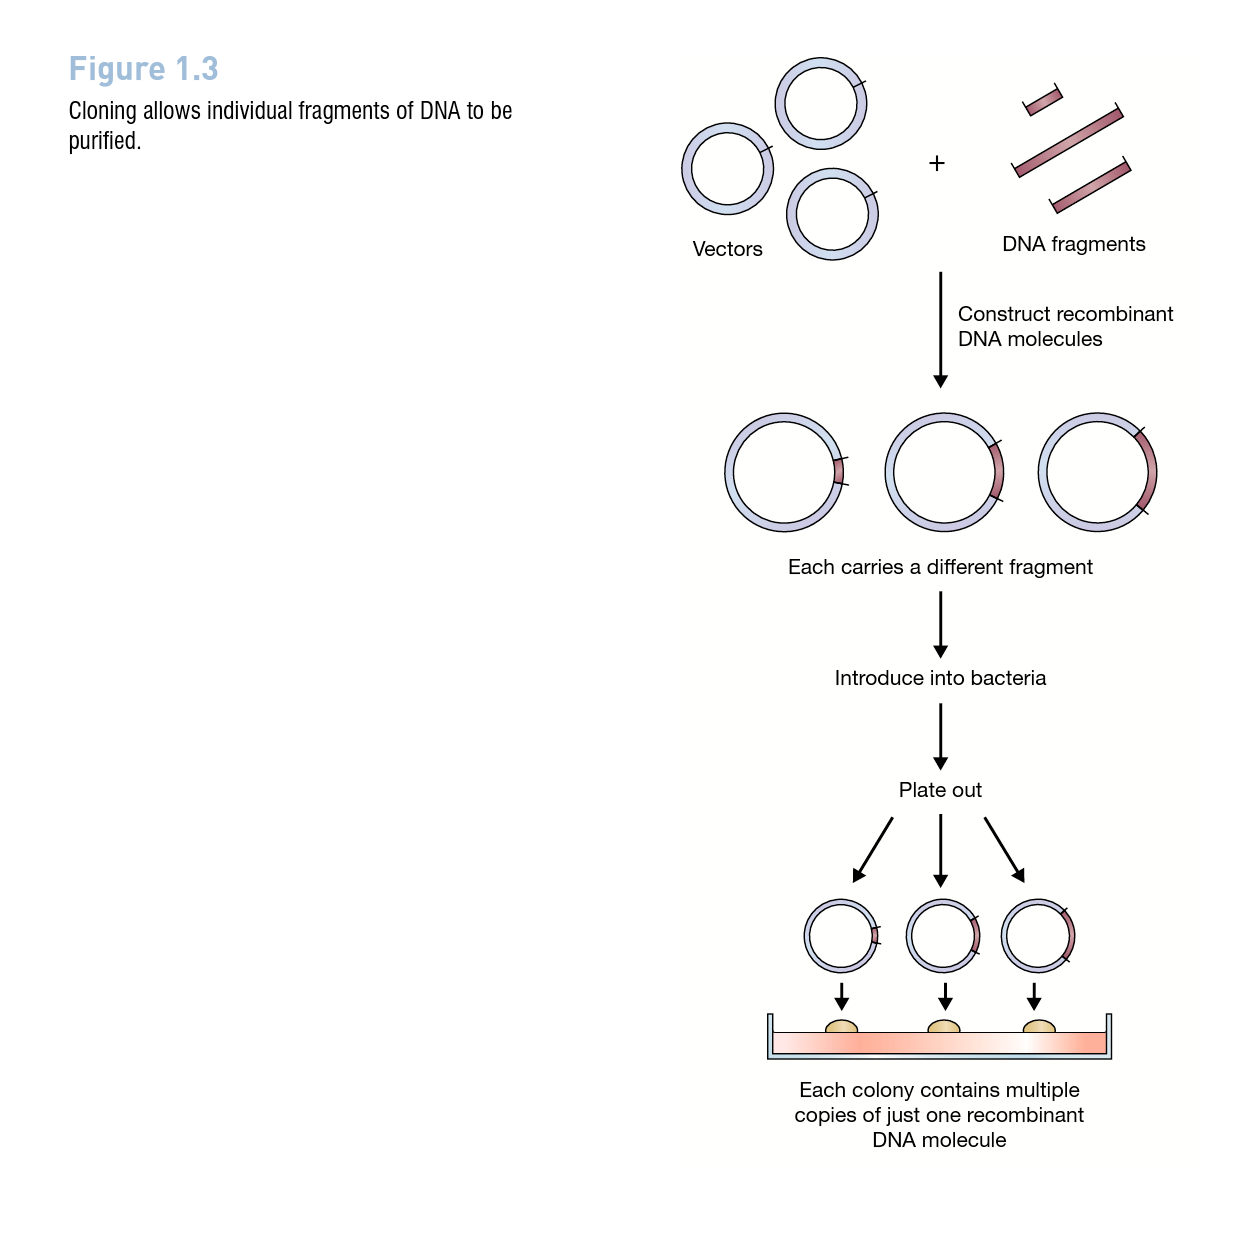 Figure 1.3
Cloning allows individual fragments of DNA to be
purified.
+
Vectors
DNA fragments
Construct recombinant
DNA molecules
Each carries a different fragment
Introduce into bacteria
Plate out
Each colony contains multiple
copies of just one recombinant
DNA molecule